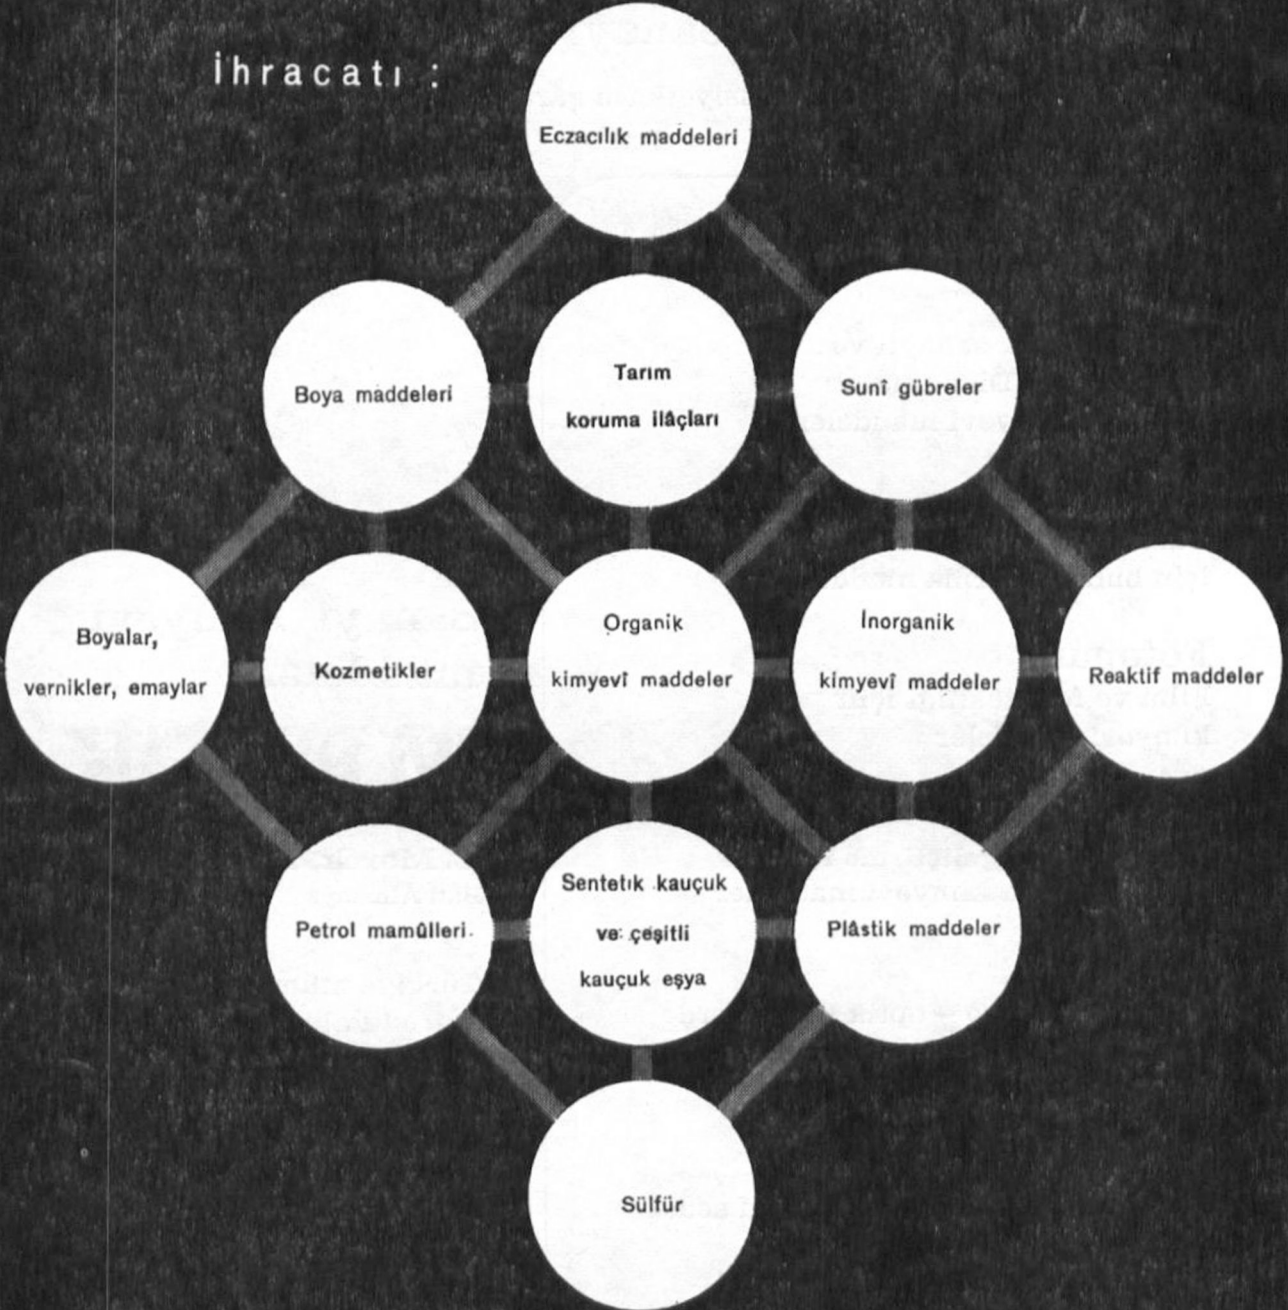 İhracatı :
Eczacılık maddeleri
Boya maddeleri
Tarım
koruma ilâçları
Sunî gübreler
Boyalar,
vernikler, emaylar
Kozmetikler
Organik
kimyevî maddeler
İnorganik
kimyevî maddeler
Reaktif maddeler
Petrol mamûlleri
Sentetik kauçuk
ve çeşitli
kauçuk eşya
Plâstik maddeler
Sülfür